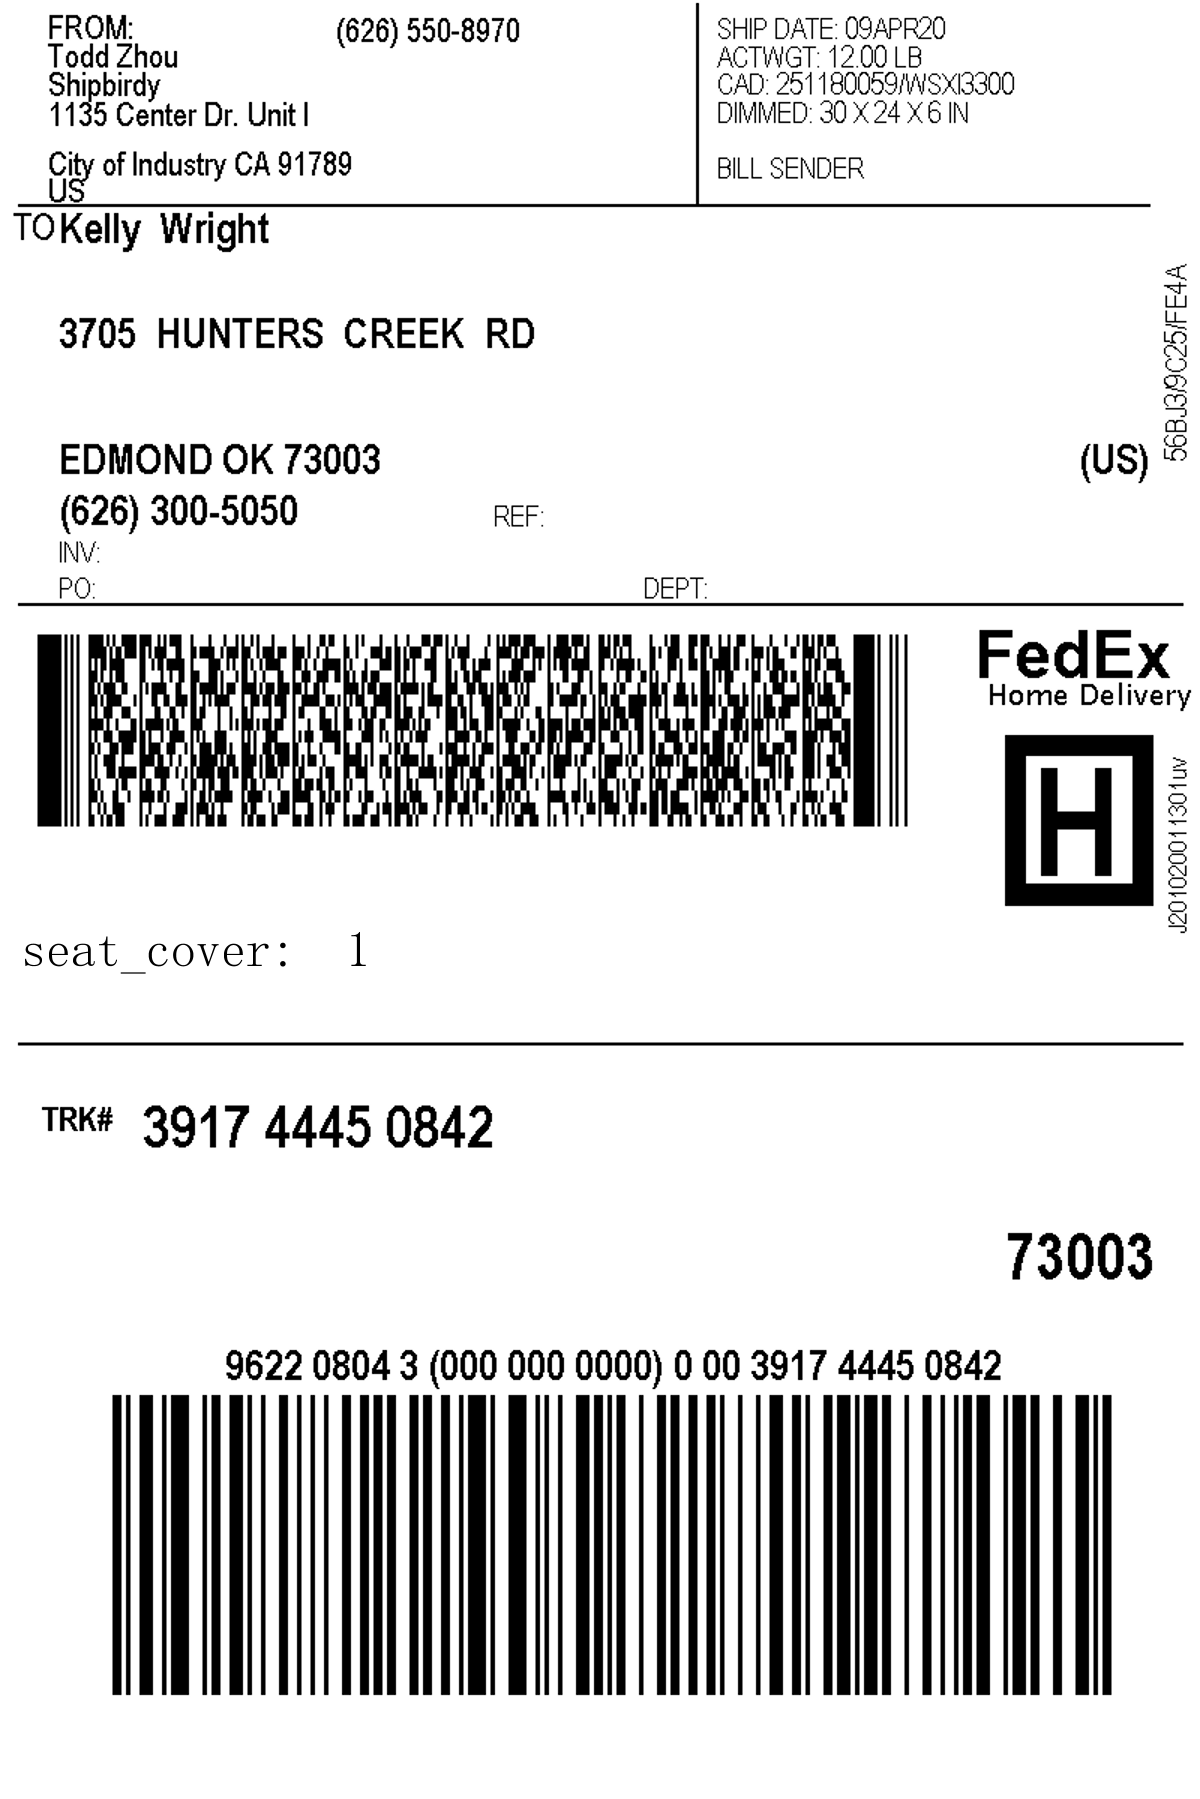 FROM: (626) 550-8970
Todd Zhou
Shipbirdy
1135 Center Dr. Unit I
City of Industry CA 91789
US
SHIP DATE: 09APR20
ACTWGT: 12.00 LB
CAD: 251180059/WSXI3300
DIMMED: 30 X 24 X 6 IN
BILL SENDER
TO Kelly Wright
3705 HUNTERS CREEK RD
EDMOND OK 73003 (US)
(626) 300-5050 REF:
INV:
PO: DEPT:
56BJ3/9C25/FE4A
FedEx
Home Delivery
H
J201020011301uv
seat_cover: 1
TRK# 3917 4445 0842
73003
9622 0804 3 (000 000 0000) 0 00 3917 4445 0842